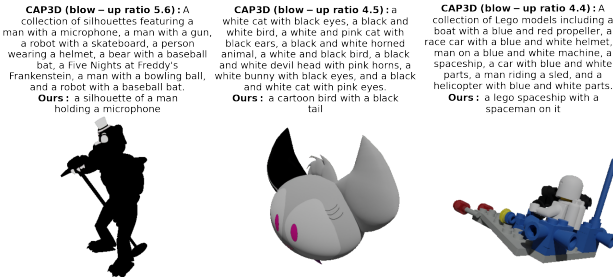 CAP3D (blow − up ratio 5.6): A
collection of silhouettes featuring a
man with a microphone, a man with a gun,
a robot with a skateboard, a person
wearing a helmet, a bear with a baseball
bat, a Five Nights at Freddy's
Frankenstein, a man with a bowling ball,
and a robot with a baseball bat.
Ours: a silhouette of a man
holding a microphone
CAP3D (blow − up ratio 4.5): a
white cat with black eyes, a black and
white bird, a white and pink cat with
black ears, a black and white horned
animal, a white and black bird, a black
and white devil head with pink horns, a
white bunny with black eyes, and a black
and white cat with pink eyes.
Ours: a cartoon bird with a black
tail
CAP3D (blow − up ratio 4.4): A
collection of Lego models including a
boat with a blue and red propeller, a
race car with a blue and white helmet,
man on a blue and white machine, a
spaceship, a car with blue and white
parts, a man riding a sled, and a
helicopter with blue and white parts.
Ours: a lego spaceship with a
spaceman on it